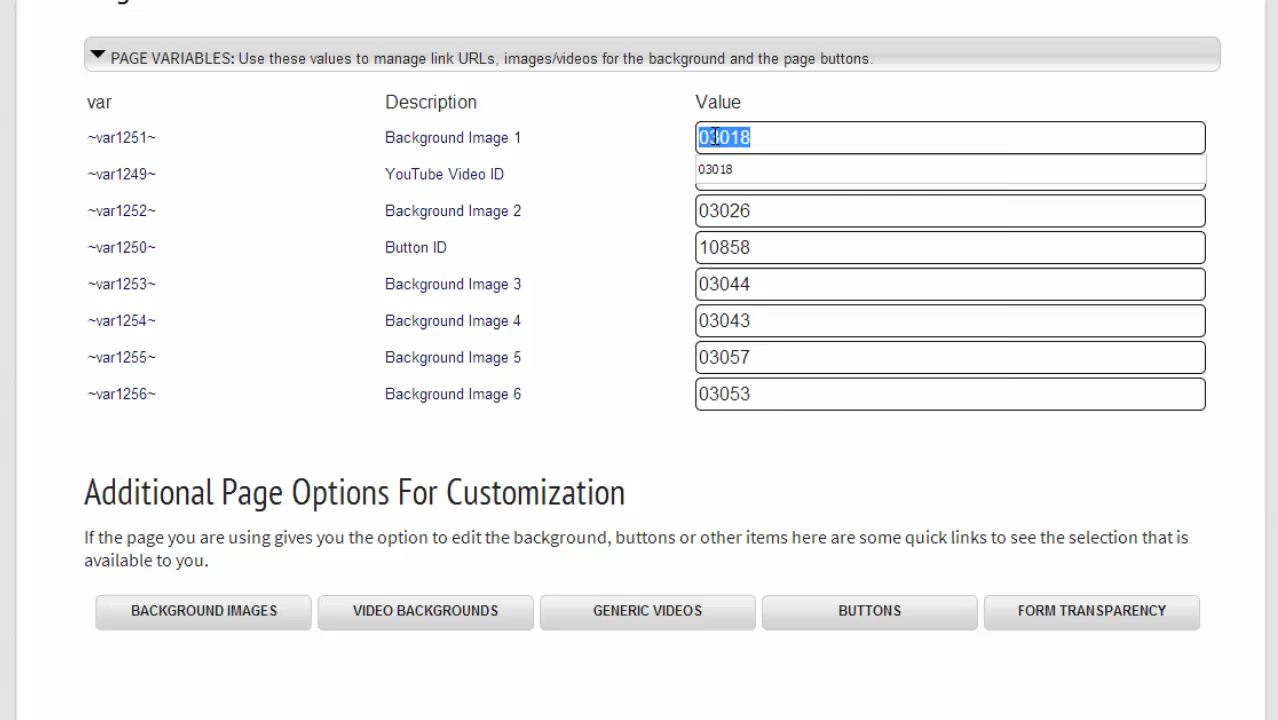 PAGE VARIABLES: Use these values to manage link URLs, images/videos for the background and the page buttons.
var Description Value
~var1251~ Background Image 1 03018
~var1249~ YouTube Video ID 03018
~var1252~ Background Image 2 03026
~var1250~ Button ID 10858
~var1253~ Background Image 3 03044
~var1254~ Background Image 4 03043
~var1255~ Background Image 5 03057
~var1256~ Background Image 6 03053
Additional Page Options For Customization
If the page you are using gives you the option to edit the background, buttons or other items here are some quick links to see the selection that is
available to you.
BACKGROUND IMAGES VIDEO BACKGROUNDS GENERIC VIDEOS BUTTONS FORM TRANSPARENCY